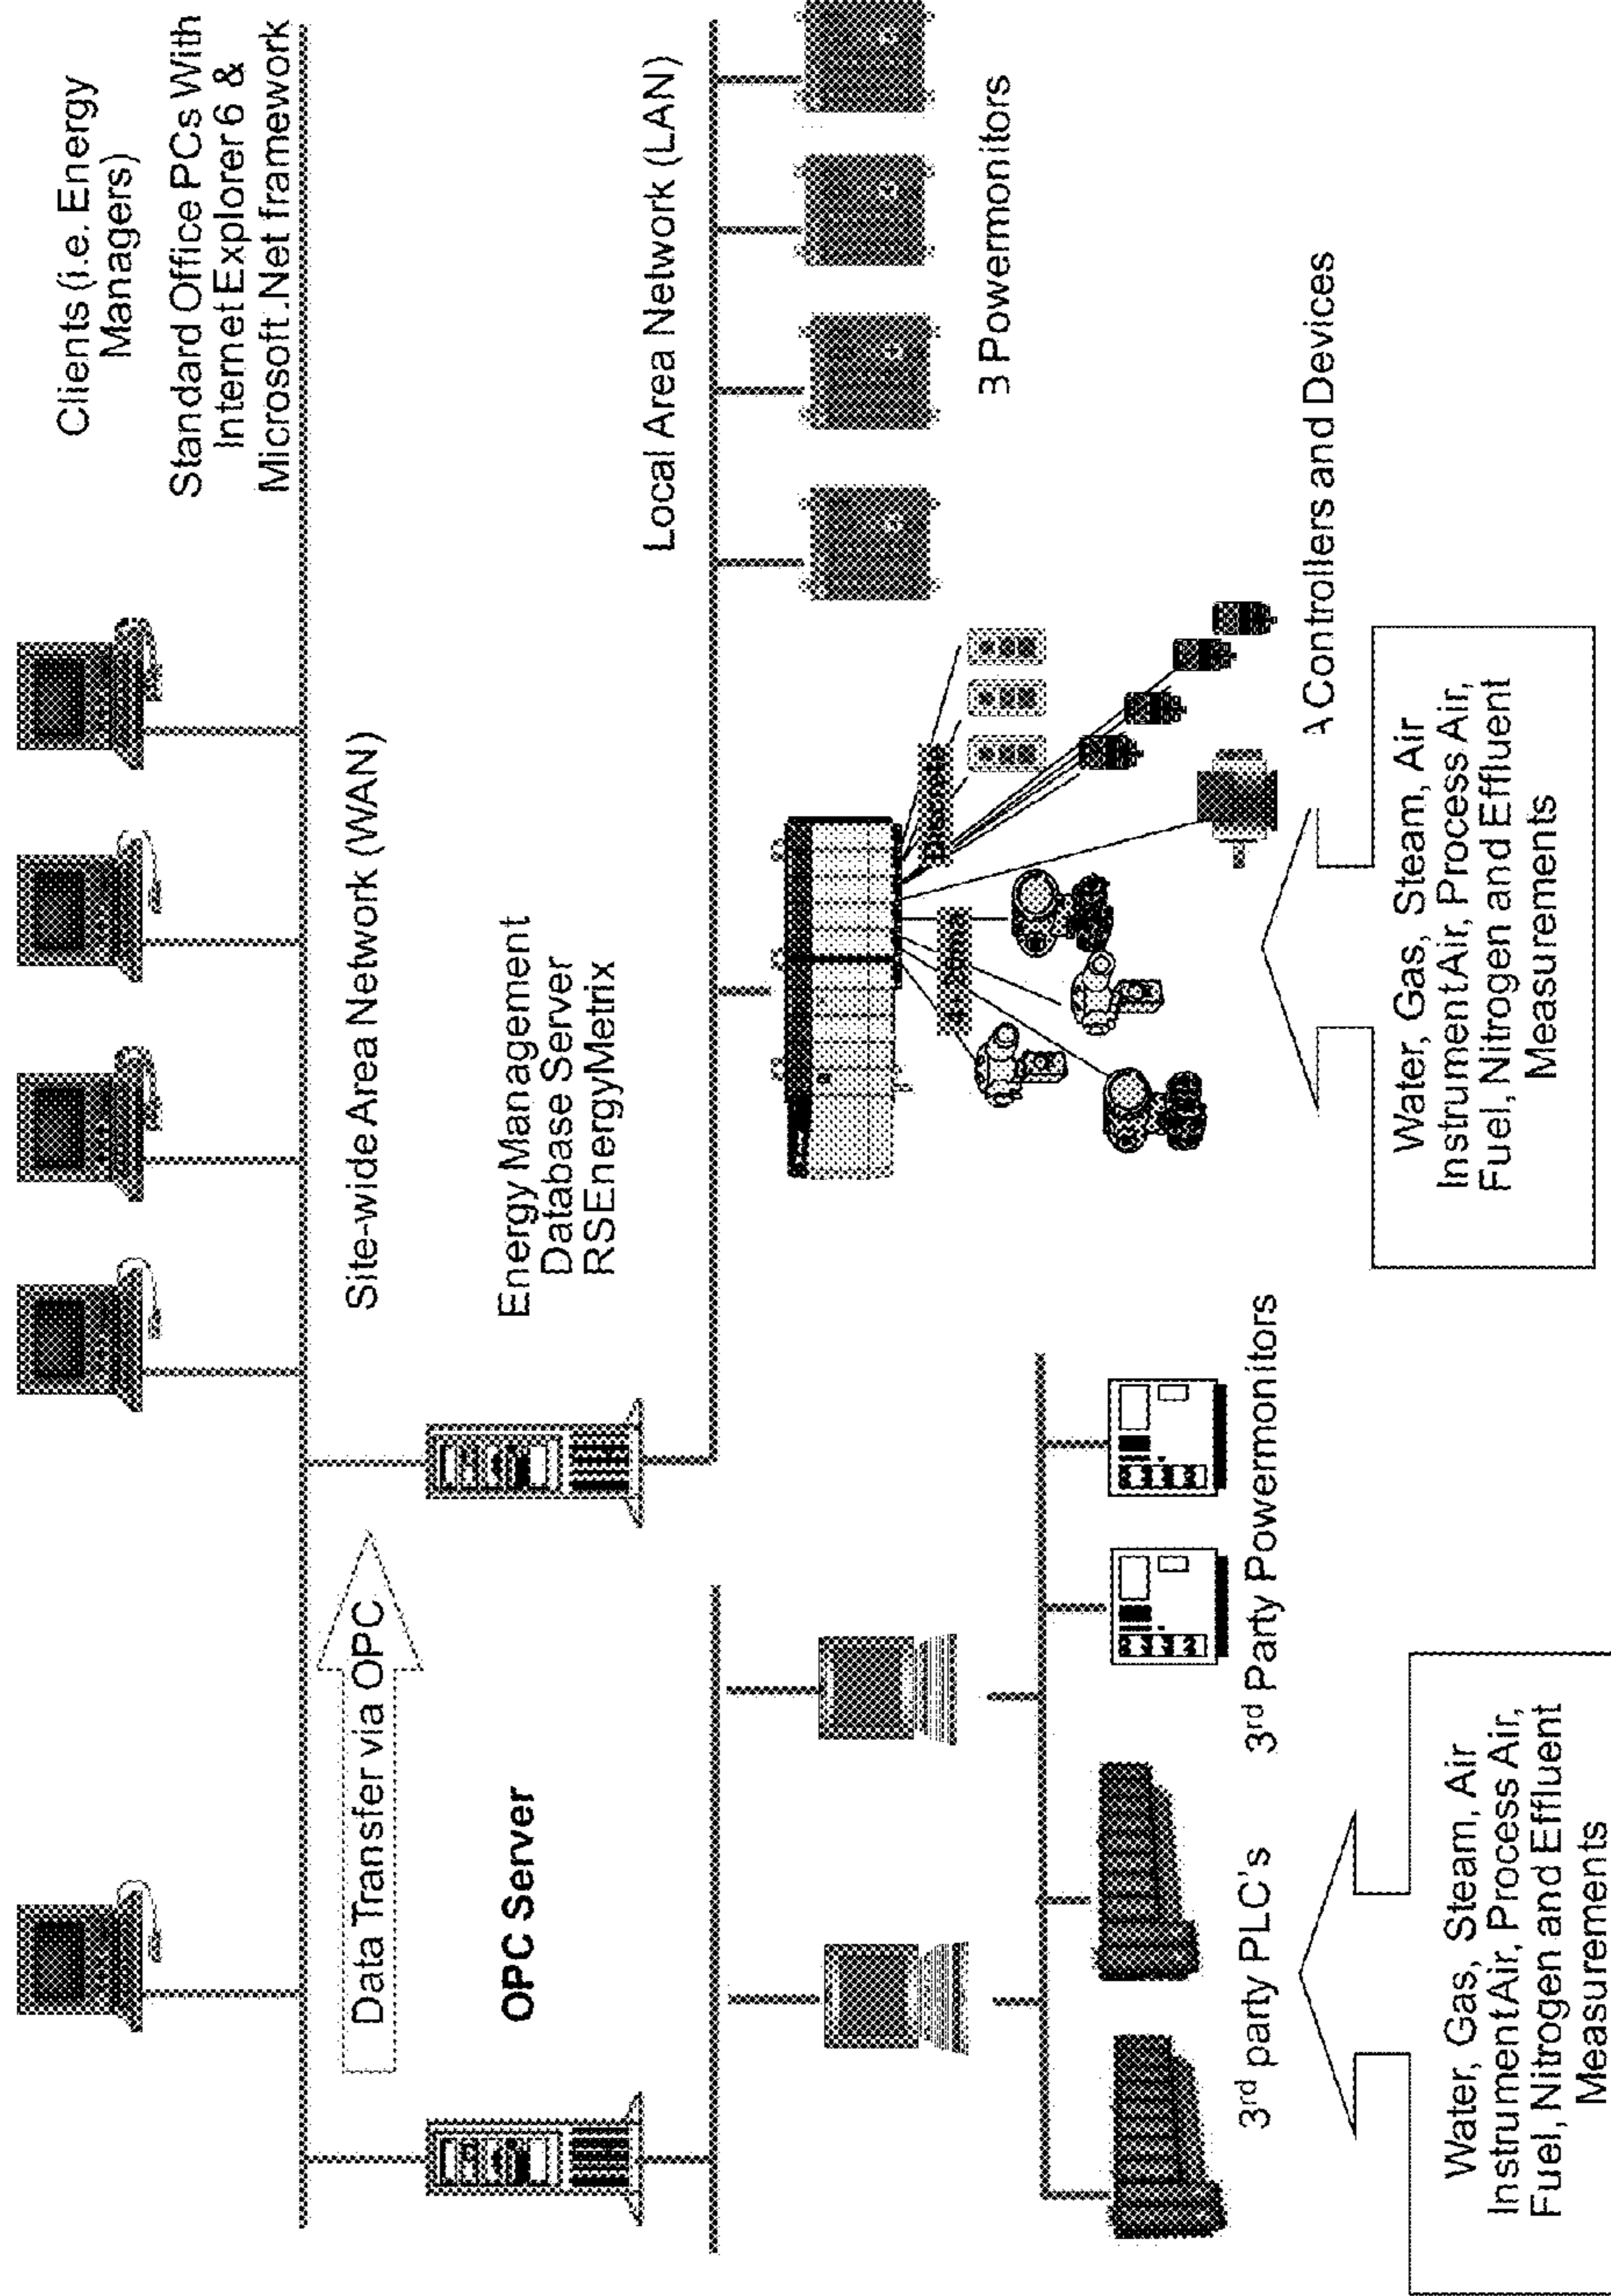 Clients (i.e. Energy
Managers)
Standard Office PCs With
Internet Explorer 6 &
Microsoft .Net framework
Site-wide Area Network (WAN)
Data Transfer via OPC
OPC Server
Energy Management
Database Server
RSEnergyMetrix
Local Area Network (LAN)
3 Powermonitors
Discrete
A Controllers and Devices
Water, Gas, Steam, Air
Instrument Air, Process Air,
Fuel, Nitrogen and Effluent
Measurements
3rd Party Powermonitors
3rd party PLC's
Water, Gas, Steam, Air
Instrument Air, Process Air,
Fuel, Nitrogen and Effluent
Measurements